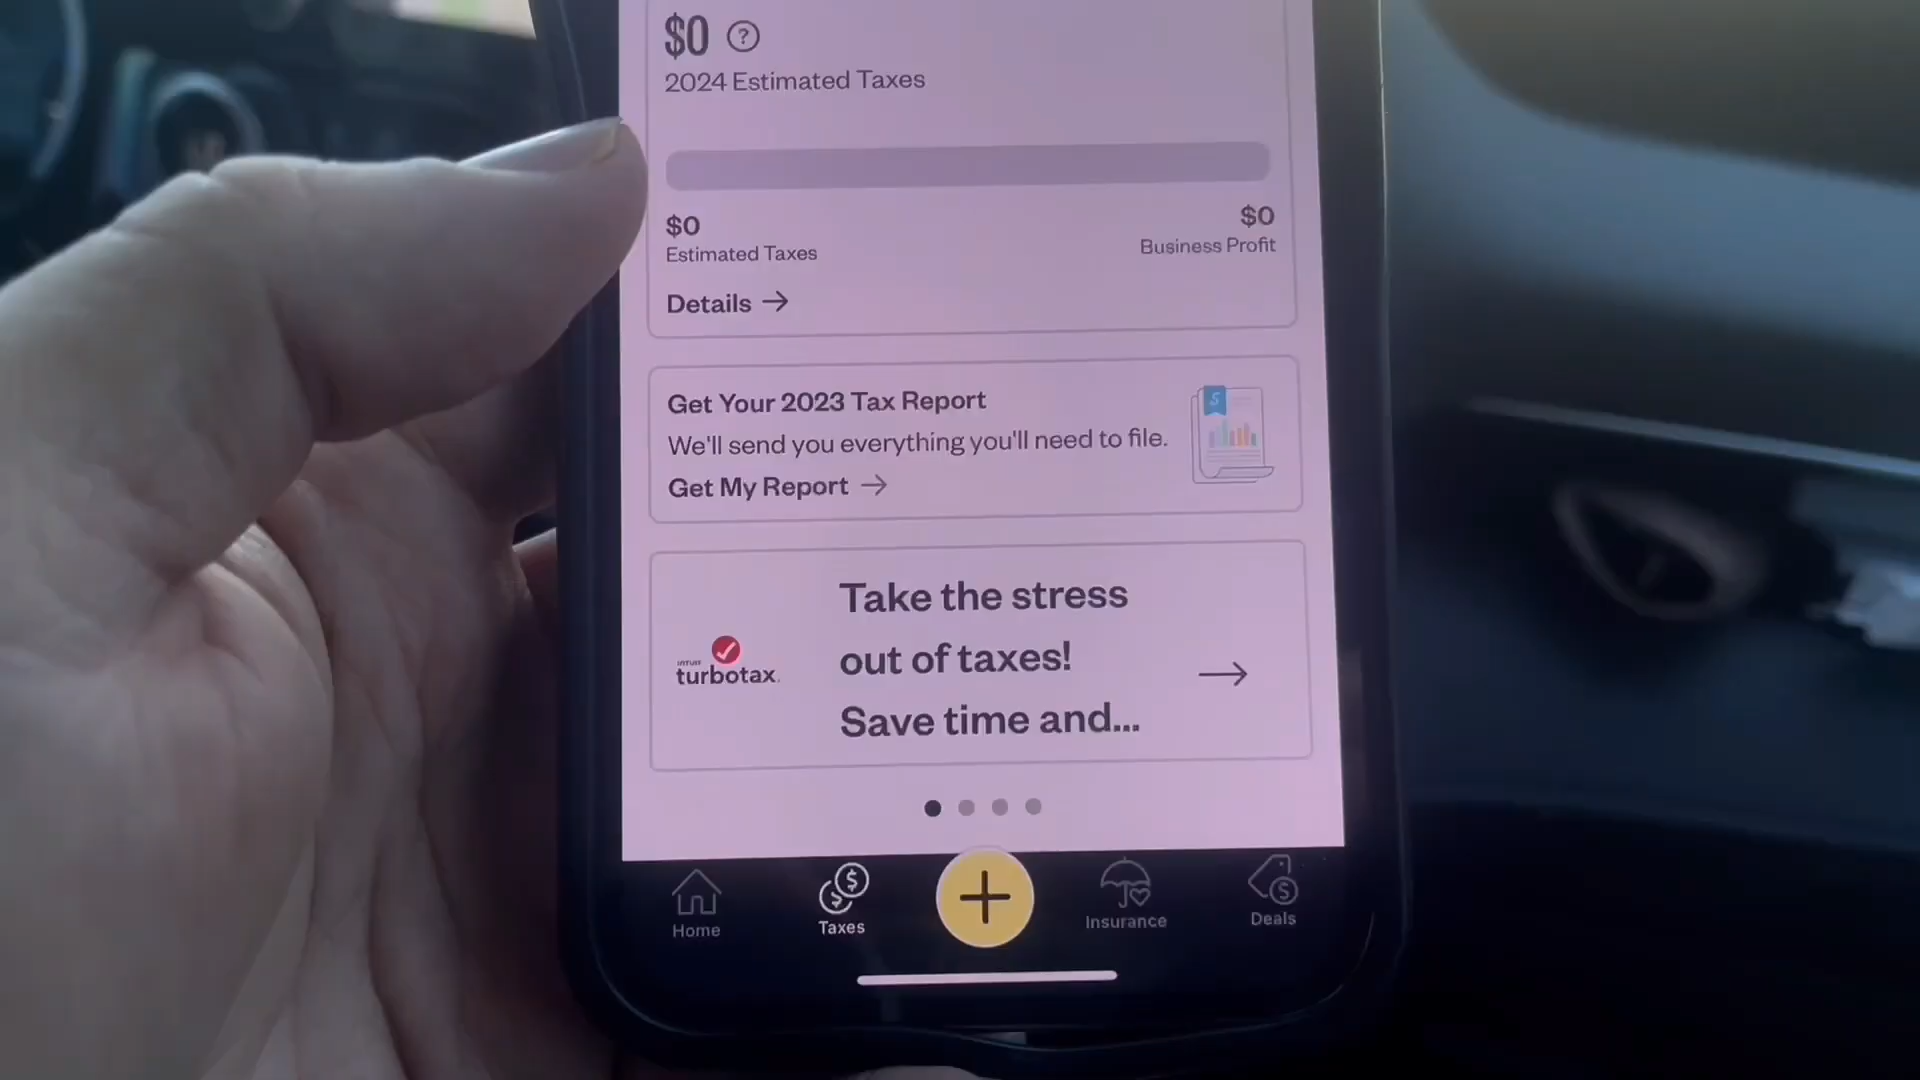 $0 ?
2024 Estimated Taxes
$0
Estimated Taxes
$0
Business Profit
Details →
Get Your 2023 Tax Report
We'll send you everything you'll need to file.
Get My Report →
5
INTUIT
turbotax.
Take the stress
out of taxes!
Save time and...
Home
Taxes
Insurance
Deals